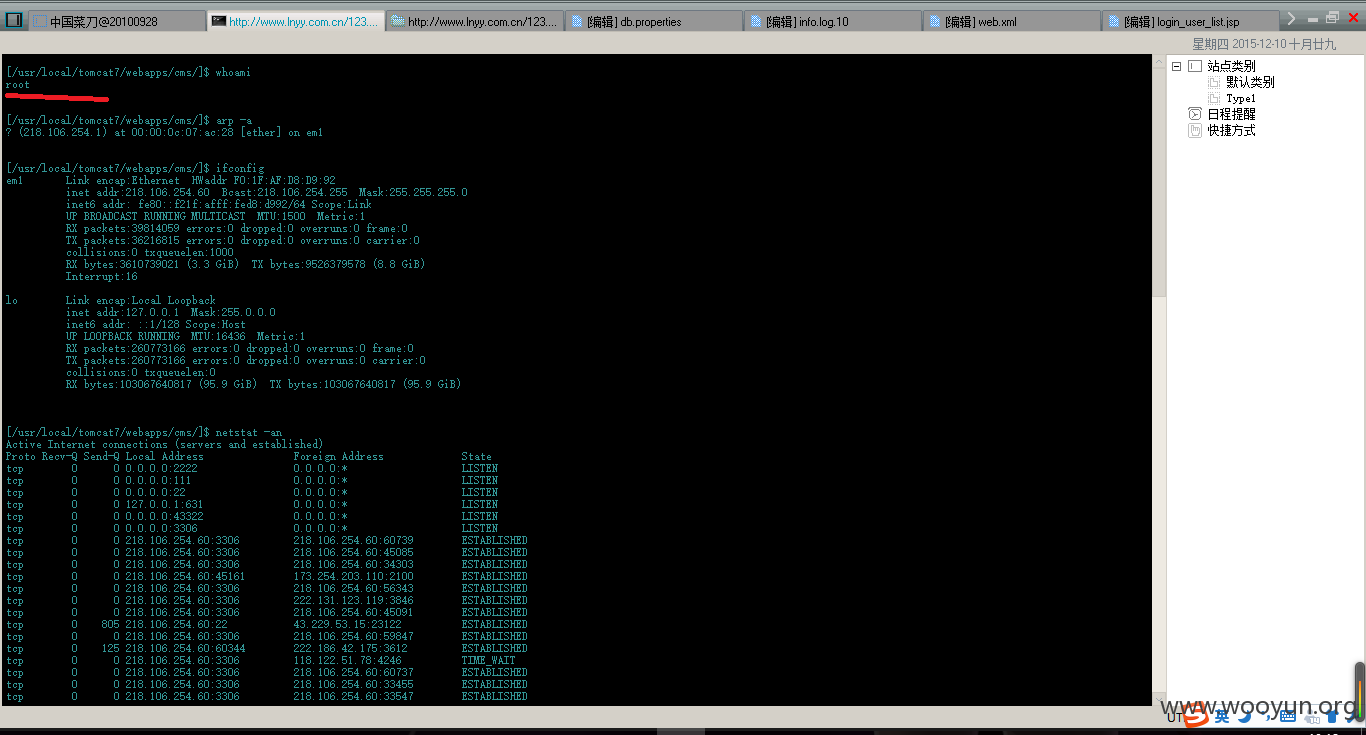 中国菜刀@20100928
http://www.lnyy.com.cn/123....
http://www.lnyy.com.cn/123....
[编辑] db.properties
[编辑] info.log.10
[编辑] web.xml
[编辑] login_user_list.jsp
星期四 2015-12-10 十月廿九
[/usr/local/tomcat7/webapps/cms/]$ whoami
root
[/usr/local/tomcat7/webapps/cms/]$ arp -a
? (218.106.254.1) at 00:00:0c:07:ac:28 [ether] on em1
[/usr/local/tomcat7/webapps/cms/]$ ifconfig
em1 Link encap:Ethernet HWaddr F0:1F:AF:D8:D9:92
inet addr:218.106.254.60 Bcast:218.106.254.255 Mask:255.255.255.0
inet6 addr: fe80::f21f:afff:fed8:d992/64 Scope:Link
UP BROADCAST RUNNING MULTICAST MTU:1500 Metric:1
RX packets:39814059 errors:0 dropped:0 overruns:0 frame:0
TX packets:36216815 errors:0 dropped:0 overruns:0 carrier:0
collisions:0 txqueuelen:1000
RX bytes:3610739021 (3.3 GiB) TX bytes:9526379578 (8.8 GiB)
Interrupt:16
lo Link encap:Local Loopback
inet addr:127.0.0.1 Mask:255.0.0.0
inet6 addr: ::1/128 Scope:Host
UP LOOPBACK RUNNING MTU:16436 Metric:1
RX packets:260773166 errors:0 dropped:0 overruns:0 frame:0
TX packets:260773166 errors:0 dropped:0 overruns:0 carrier:0
collisions:0 txqueuelen:0
RX bytes:103067640817 (95.9 GiB) TX bytes:103067640817 (95.9 GiB)
[/usr/local/tomcat7/webapps/cms/]$ netstat -an
Active Internet connections (servers and established)
Proto Recv-Q Send-Q Local Address Foreign Address State
tcp 0 0 0.0.0.0:2222 0.0.0.0:* LISTEN
tcp 0 0 0.0.0.0:111 0.0.0.0:* LISTEN
tcp 0 0 0.0.0.0:22 0.0.0.0:* LISTEN
tcp 0 0 127.0.0.1:631 0.0.0.0:* LISTEN
tcp 0 0 0.0.0.0:43322 0.0.0.0:* LISTEN
tcp 0 0 0.0.0.0:3306 0.0.0.0:* LISTEN
tcp 0 0 218.106.254.60:3306 218.106.254.60:60739 ESTABLISHED
tcp 0 0 218.106.254.60:3306 218.106.254.60:45085 ESTABLISHED
tcp 0 0 218.106.254.60:3306 218.106.254.60:34303 ESTABLISHED
tcp 0 0 218.106.254.60:45161 173.254.203.110:2100 ESTABLISHED
tcp 0 0 218.106.254.60:3306 218.106.254.60:56343 ESTABLISHED
tcp 0 0 218.106.254.60:3306 222.131.123.119:3846 ESTABLISHED
tcp 0 0 218.106.254.60:3306 218.106.254.60:45091 ESTABLISHED
tcp 0 805 218.106.254.60:22 43.229.53.15:23122 ESTABLISHED
tcp 0 0 218.106.254.60:3306 218.106.254.60:59847 ESTABLISHED
tcp 0 125 218.106.254.60:60344 222.186.42.175:3612 ESTABLISHED
tcp 0 0 218.106.254.60:3306 118.122.51.78:4246 TIME_WAIT
tcp 0 0 218.106.254.60:3306 218.106.254.60:60737 ESTABLISHED
tcp 0 0 218.106.254.60:3306 218.106.254.60:33455 ESTABLISHED
tcp 0 0 218.106.254.60:3306 218.106.254.60:33547 ESTABLISHED
站点类别
默认类别
Type1
日程提醒
快捷方式
www.wooyun.org
英